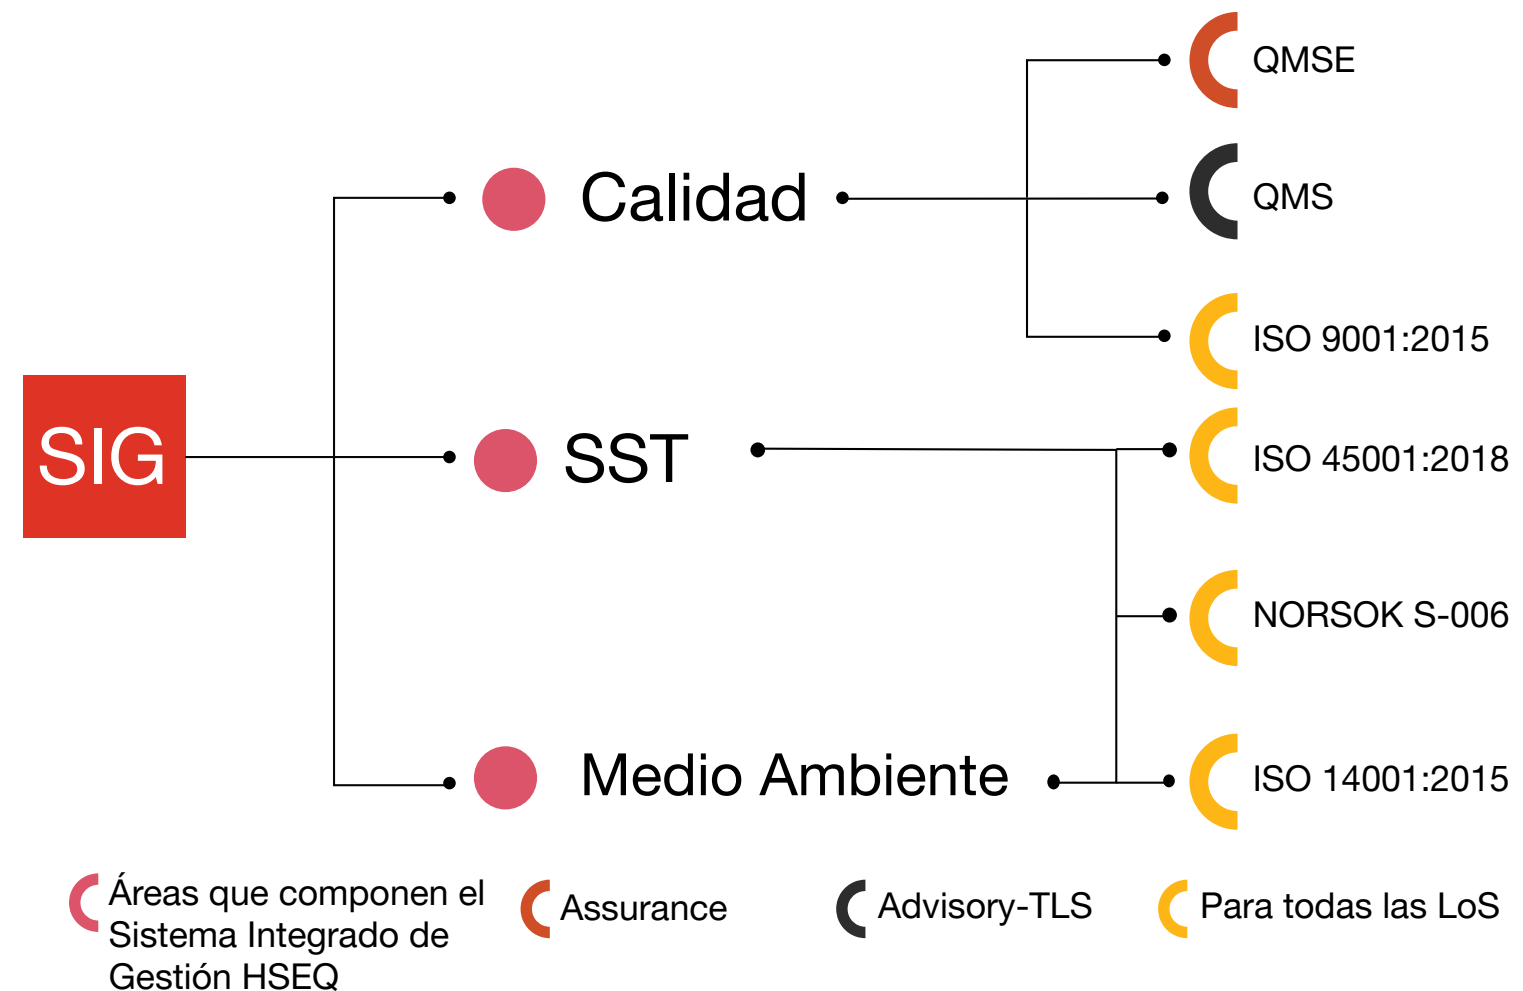 QMSE
Calidad
QMS
ISO 9001:2015
SIG
SST
ISO 45001:2018
NORSOK S-006
Medio Ambiente
ISO 14001:2015
Áreas que componen el
Sistema Integrado de
Gestión HSEQ
Assurance
Advisory-TLS
Para todas las LoS